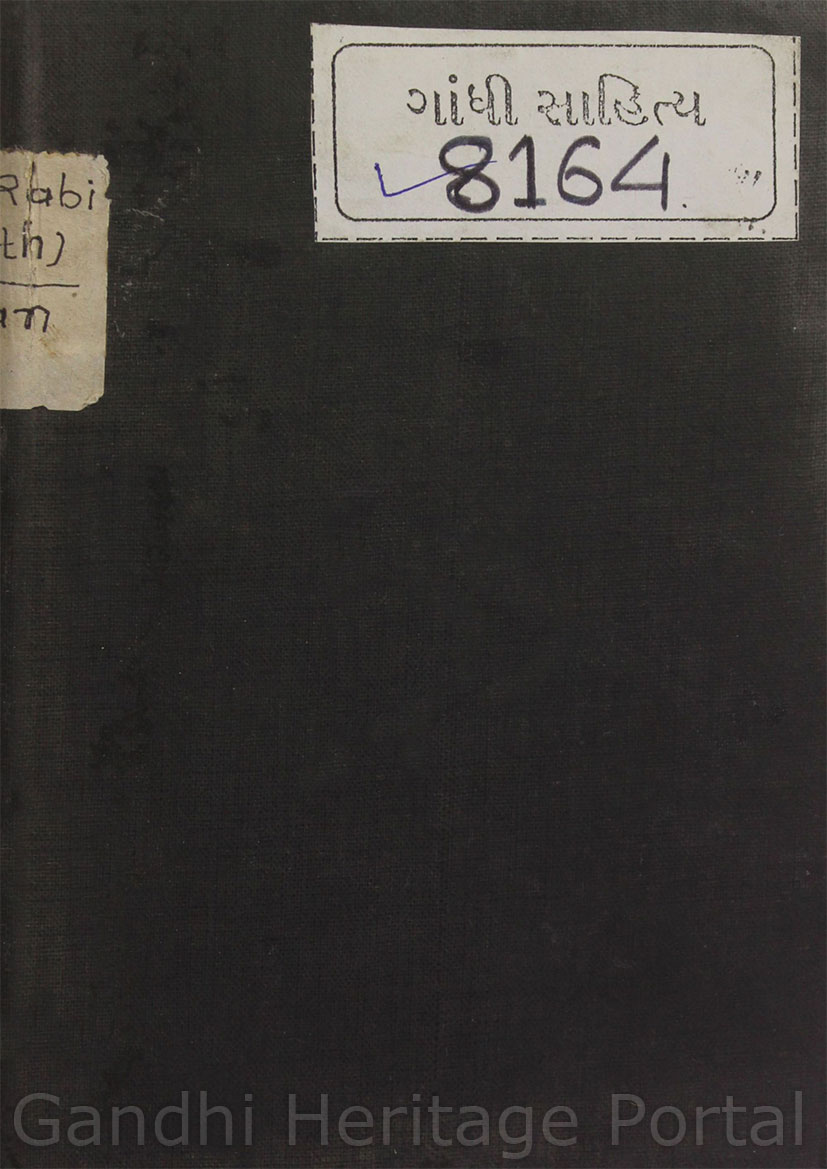 ગાંધી સાહિત્ય
8164.
Rabi
th)
Gandhi Heritage Portal